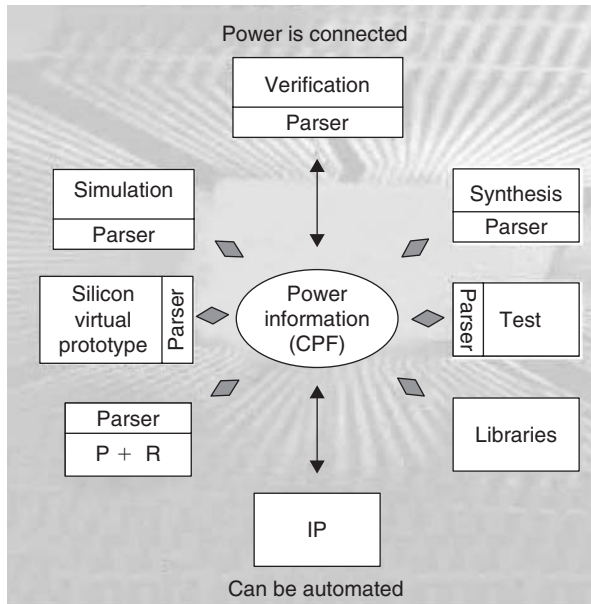 Power is connected
Verification
Parser
Simulation
Parser
Synthesis
Parser
Silicon
virtual
prototype
Parser
Power
information
(CPF)
Parser
Test
Parser
P + R
Libraries
IP
Can be automated